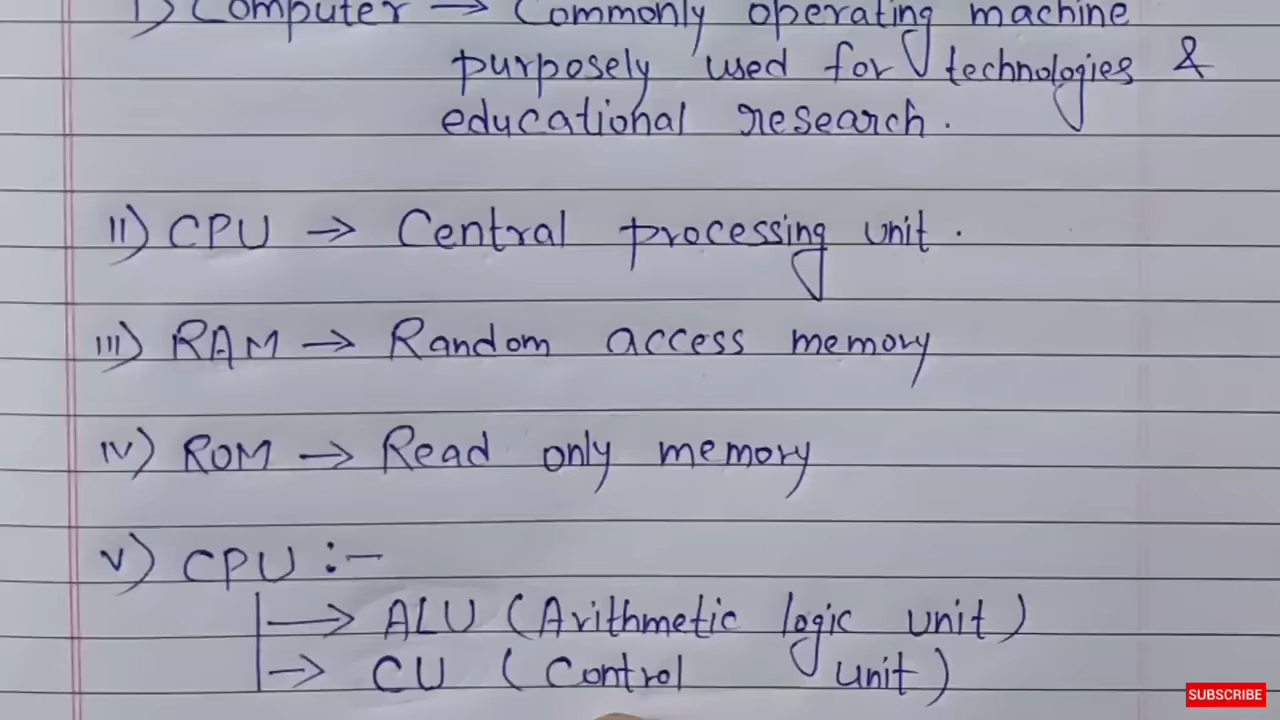 I) Computer → Commonly operating machine
purposely used for technologies &
educational research.
II) CPU → Central processing unit.
III) RAM → Random access memory
IV) ROM → Read only memory
V) CPU :-
→ ALU (Arithmetic logic unit)
→ CU (Control unit)
SUBSCRIBE